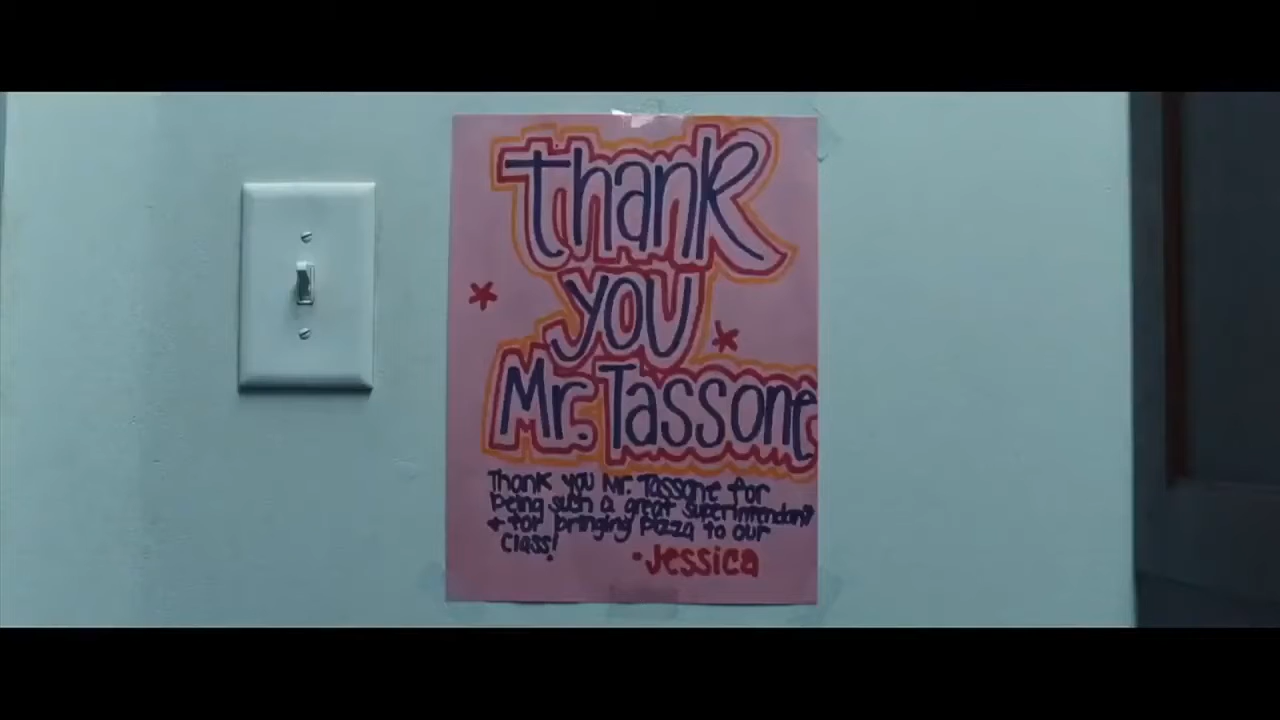 thank
you
Mr. Tassone
Thank you Mr. Tassone for
being such a great superintendant
+ for bringing pizza to our
class!
·Jessica